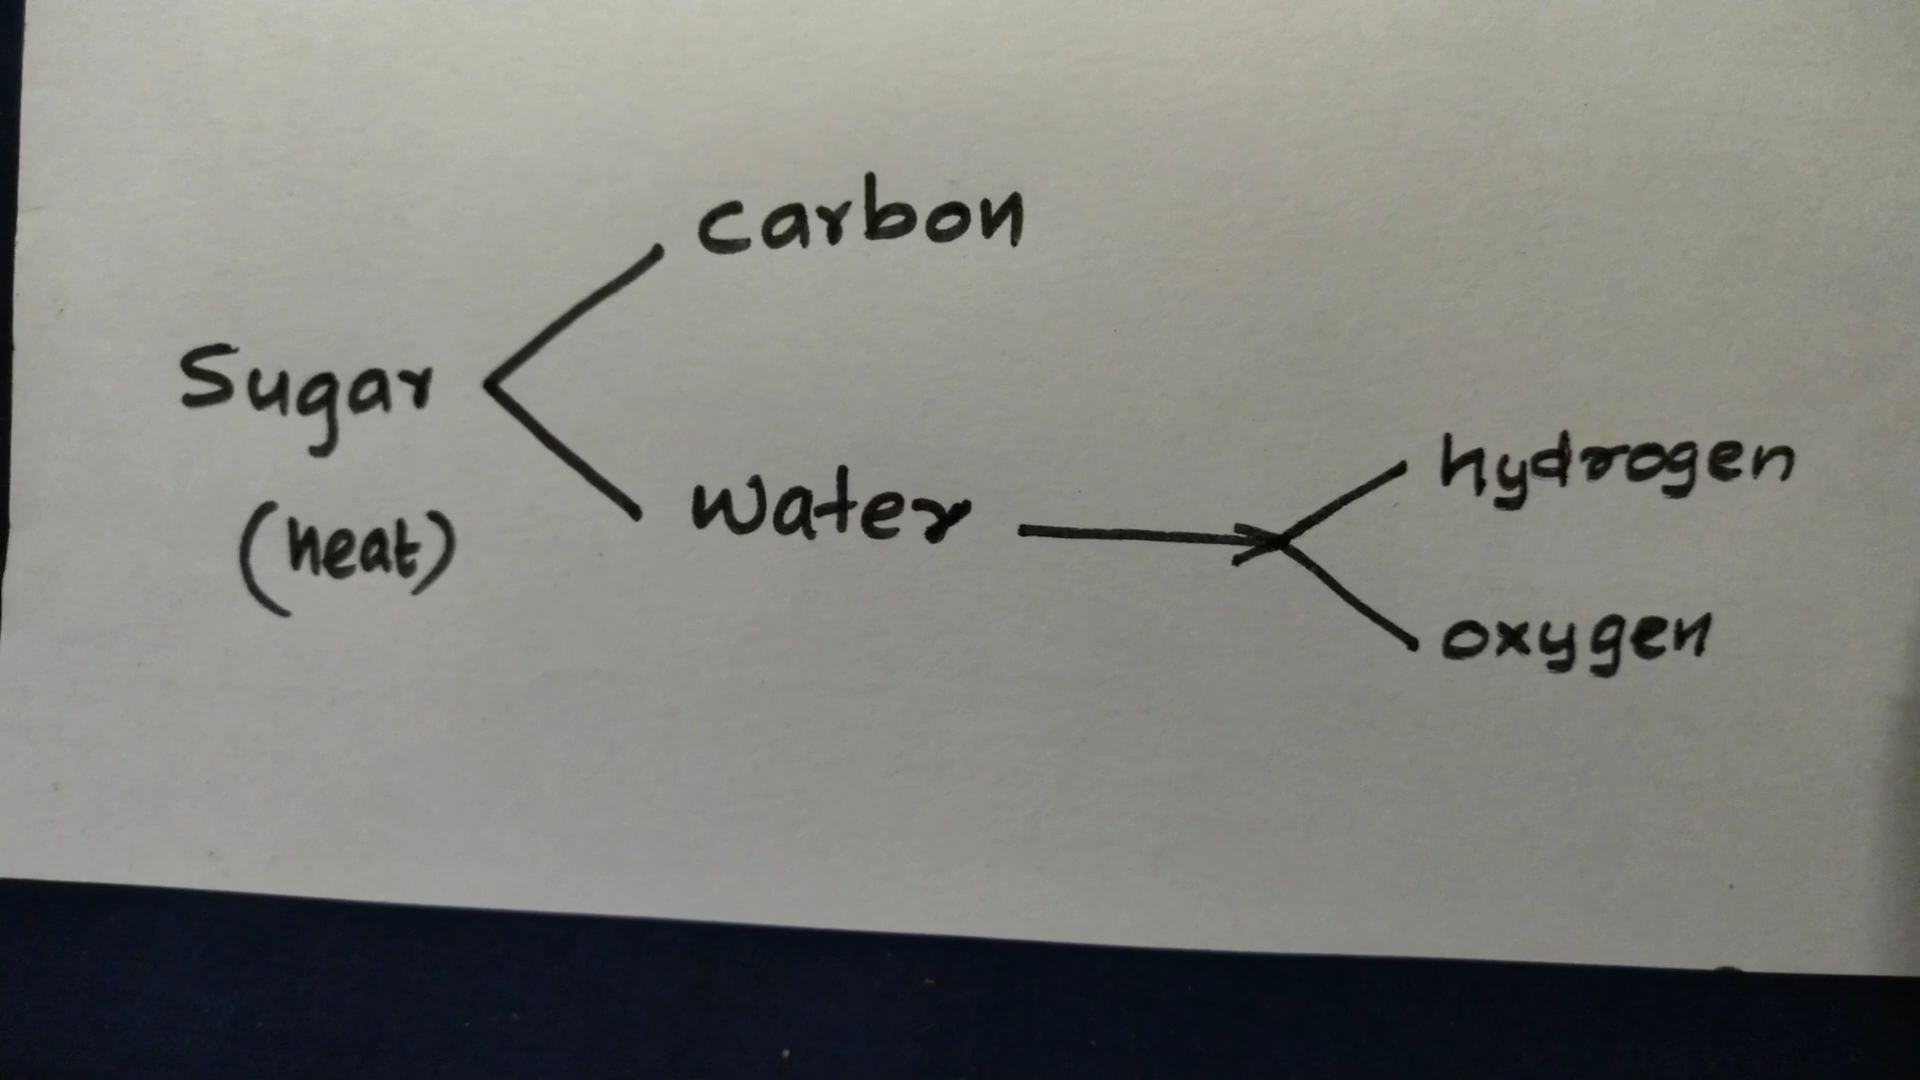 carbon
Sugar
(heat)
water
hydrogen
oxygen